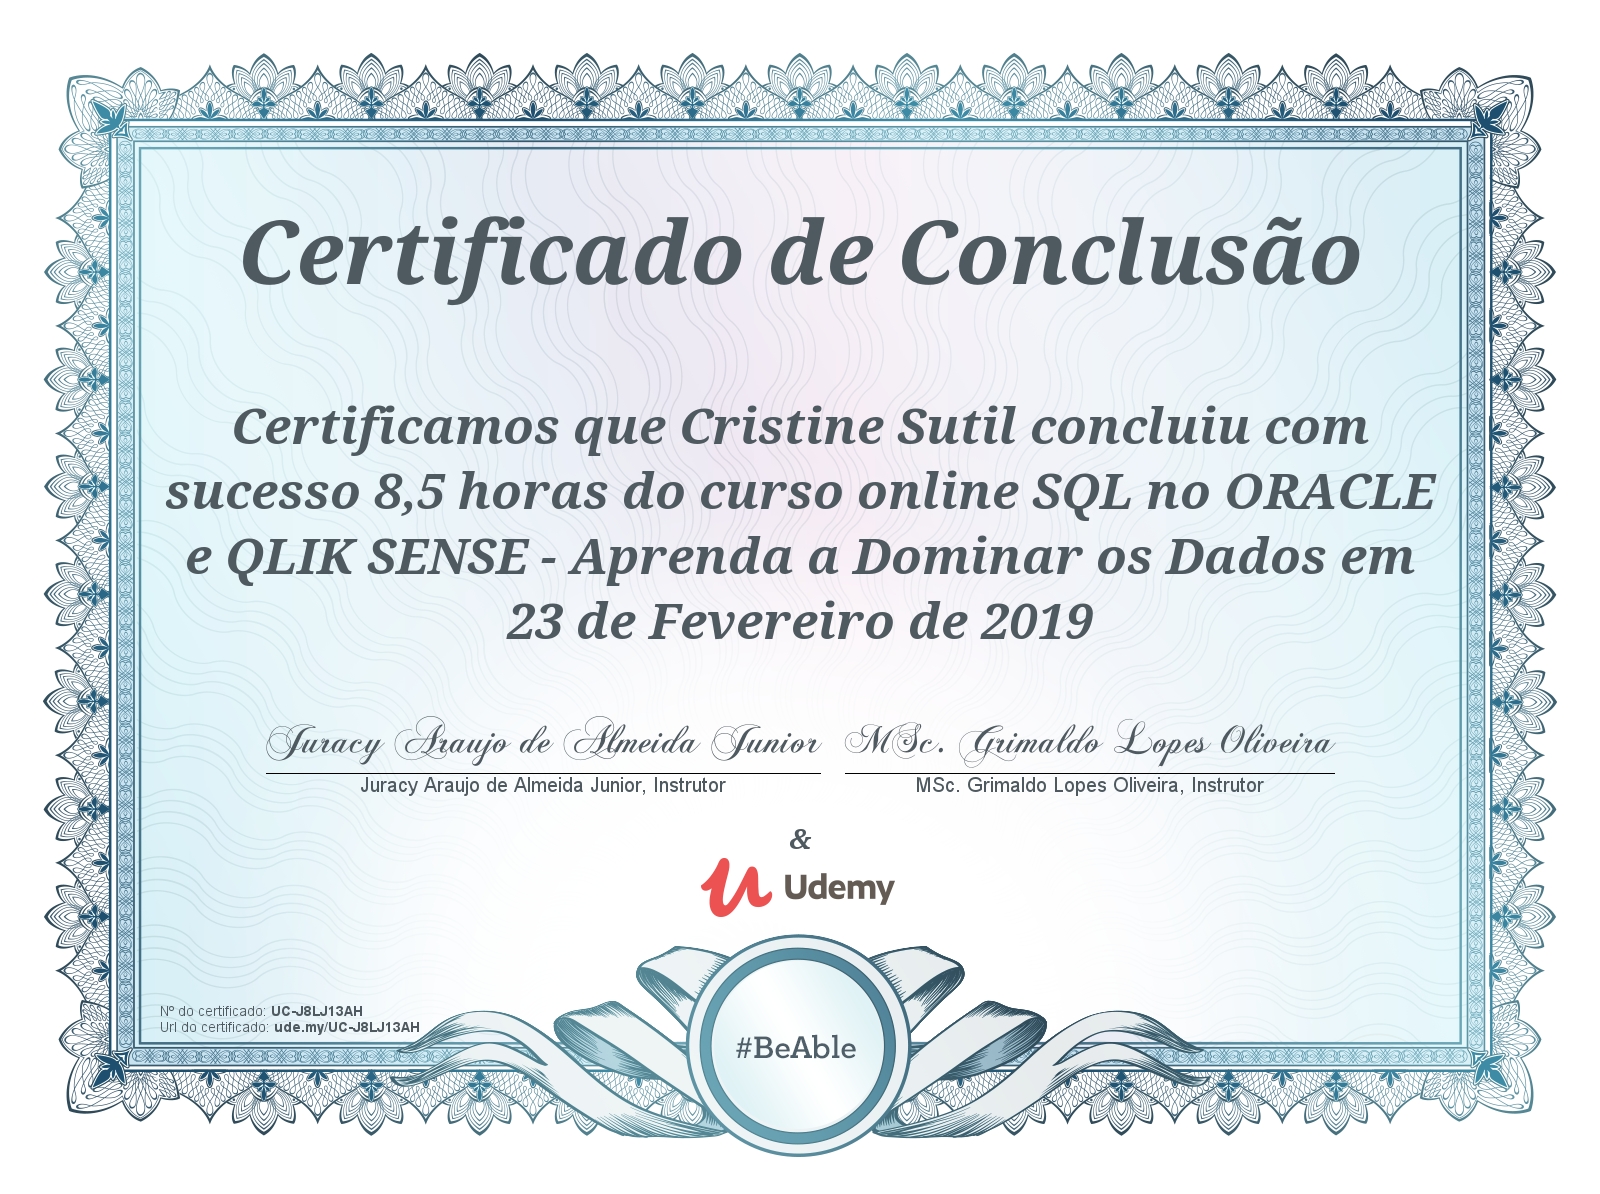 Certificado de Conclusão
Certificamos que Cristine Sutil concluiu com
sucesso 8,5 horas do curso online SQL no ORACLE
e QLIK SENSE - Aprenda a Dominar os Dados em
23 de Fevereiro de 2019
Juracy Araujo de Almeida Junior MSc. Grimaldo Lopes Oliveira
Juracy Araujo de Almeida Junior, Instrutor MSc. Grimaldo Lopes Oliveira, Instrutor
&
Udemy
Nº do certificado: UC-J8LJ13AH
Url do certificado: ude.my/UC-J8LJ13AH
#BeAble